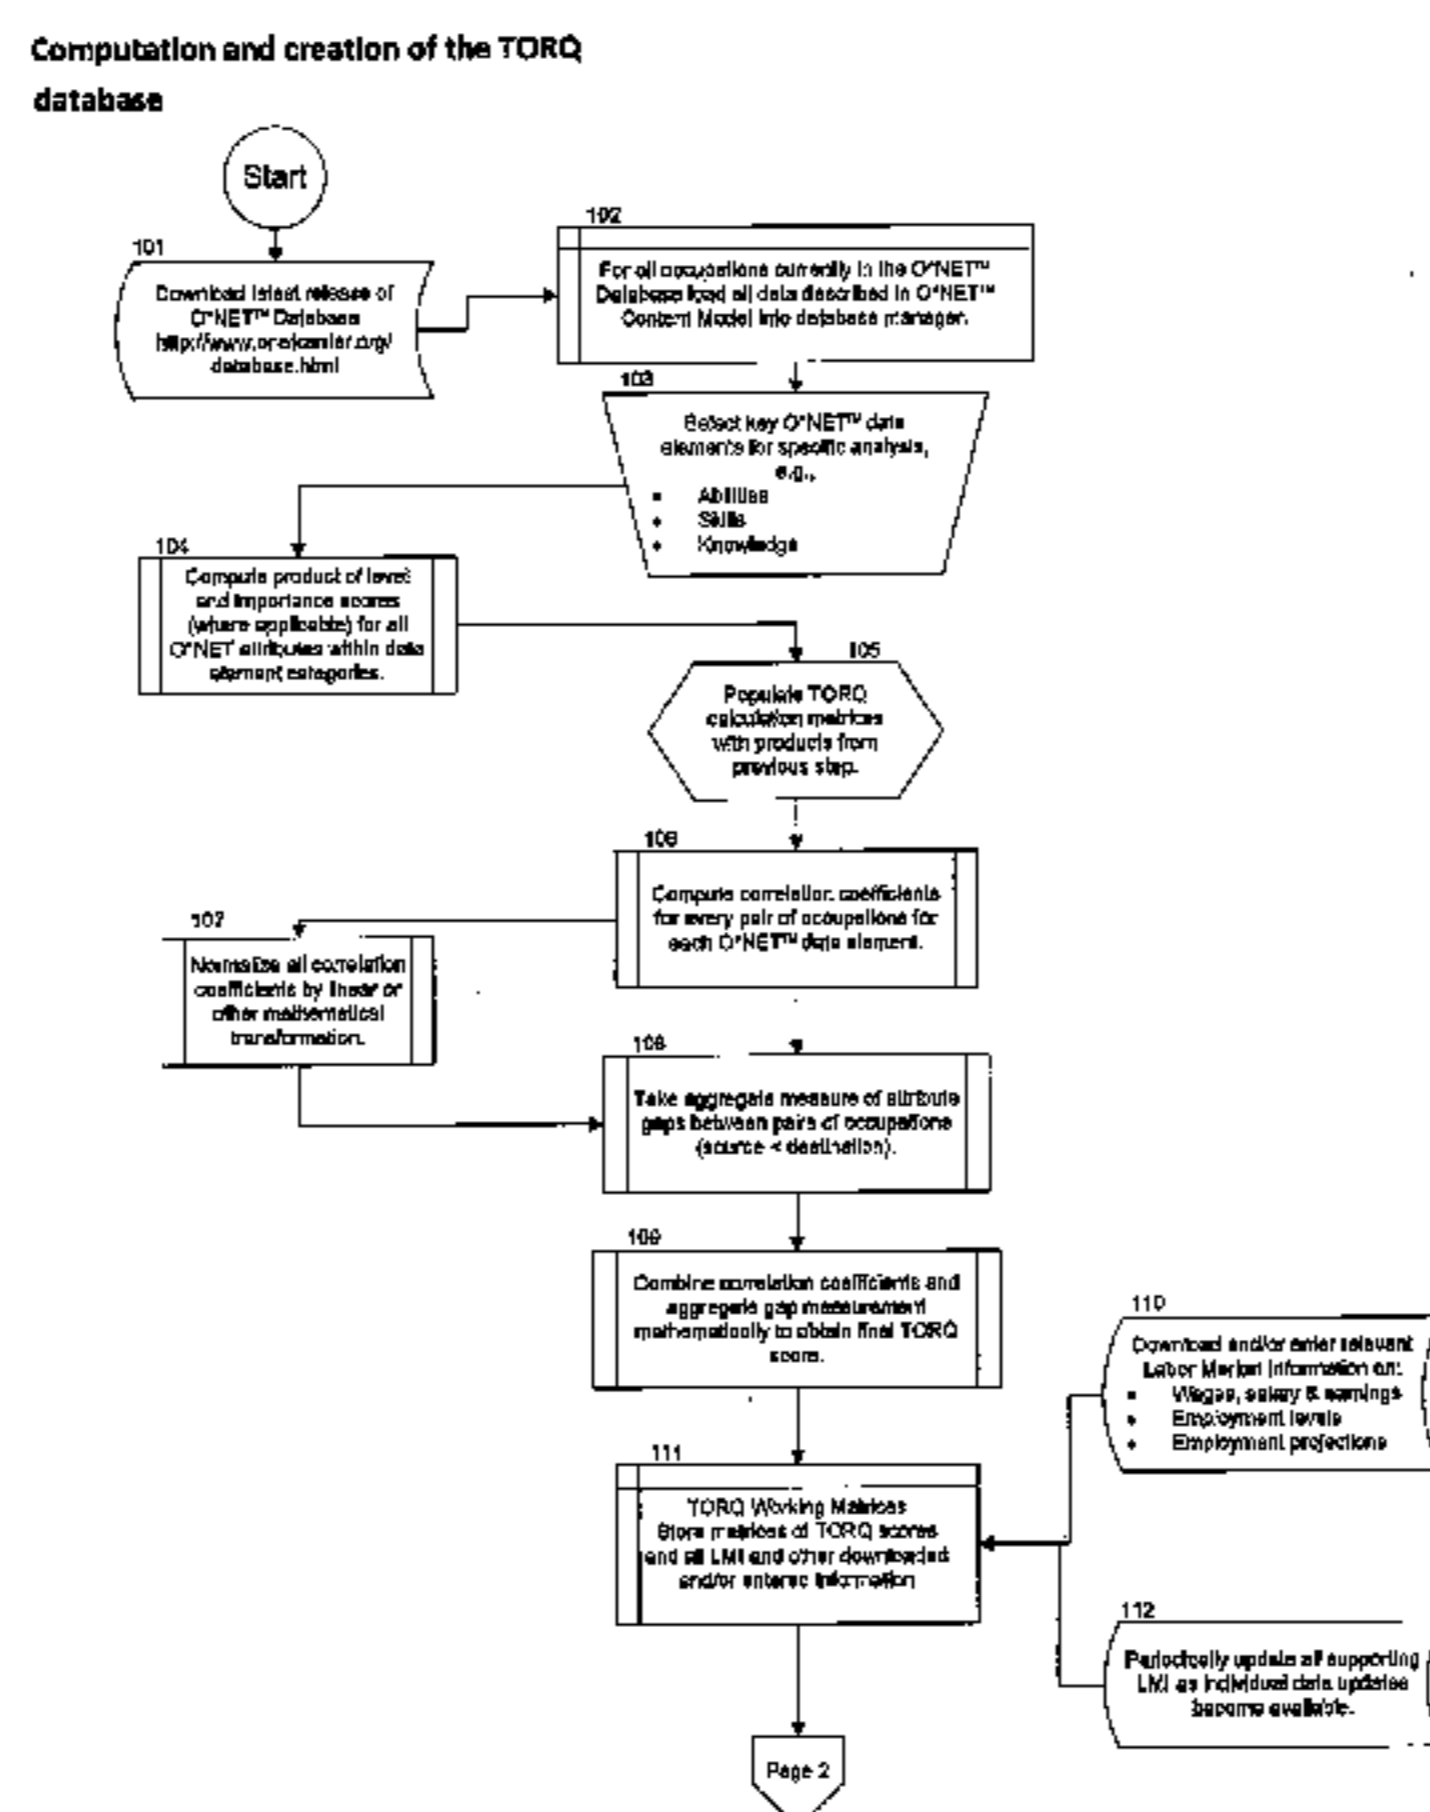 Computation and creation of the TORQ
database
Start
101
Download latest release of
O*NET™ Database
http://www.onetcenter.org/
database.html
102
For all occupations currently in the O*NET™
Database load all data described in O*NET™
Content Model into database manager.
103
Select key O*NET™ data
elements for specific analysis,
e.g.,
• Abilities
• Skills
• Knowledge
104
Compute product of level
and importance scores
(where applicable) for all
O*NET attributes within data
element categories.
105
Populate TORQ
calculation matrices
with products from
previous step.
106
Compute correlation coefficients
for every pair of occupations for
each O*NET™ data element.
107
Normalize all correlation
coefficients by linear or
other mathematical
transformation.
108
Take aggregate measure of attribute
gaps between pairs of occupations
(source < destination).
109
Combine correlation coefficients and
aggregate gap measurement
mathematically to obtain final TORQ
score.
110
Download and/or enter relevant
Labor Market Information on:
• Wages, salary & earnings
• Employment levels
• Employment projections
111
TORQ Working Matrices
Store matrices of TORQ scores
and all LMI and other downloaded
and/or entered information
112
Periodically update all supporting
LMI as individual data updates
become available.
Page 2